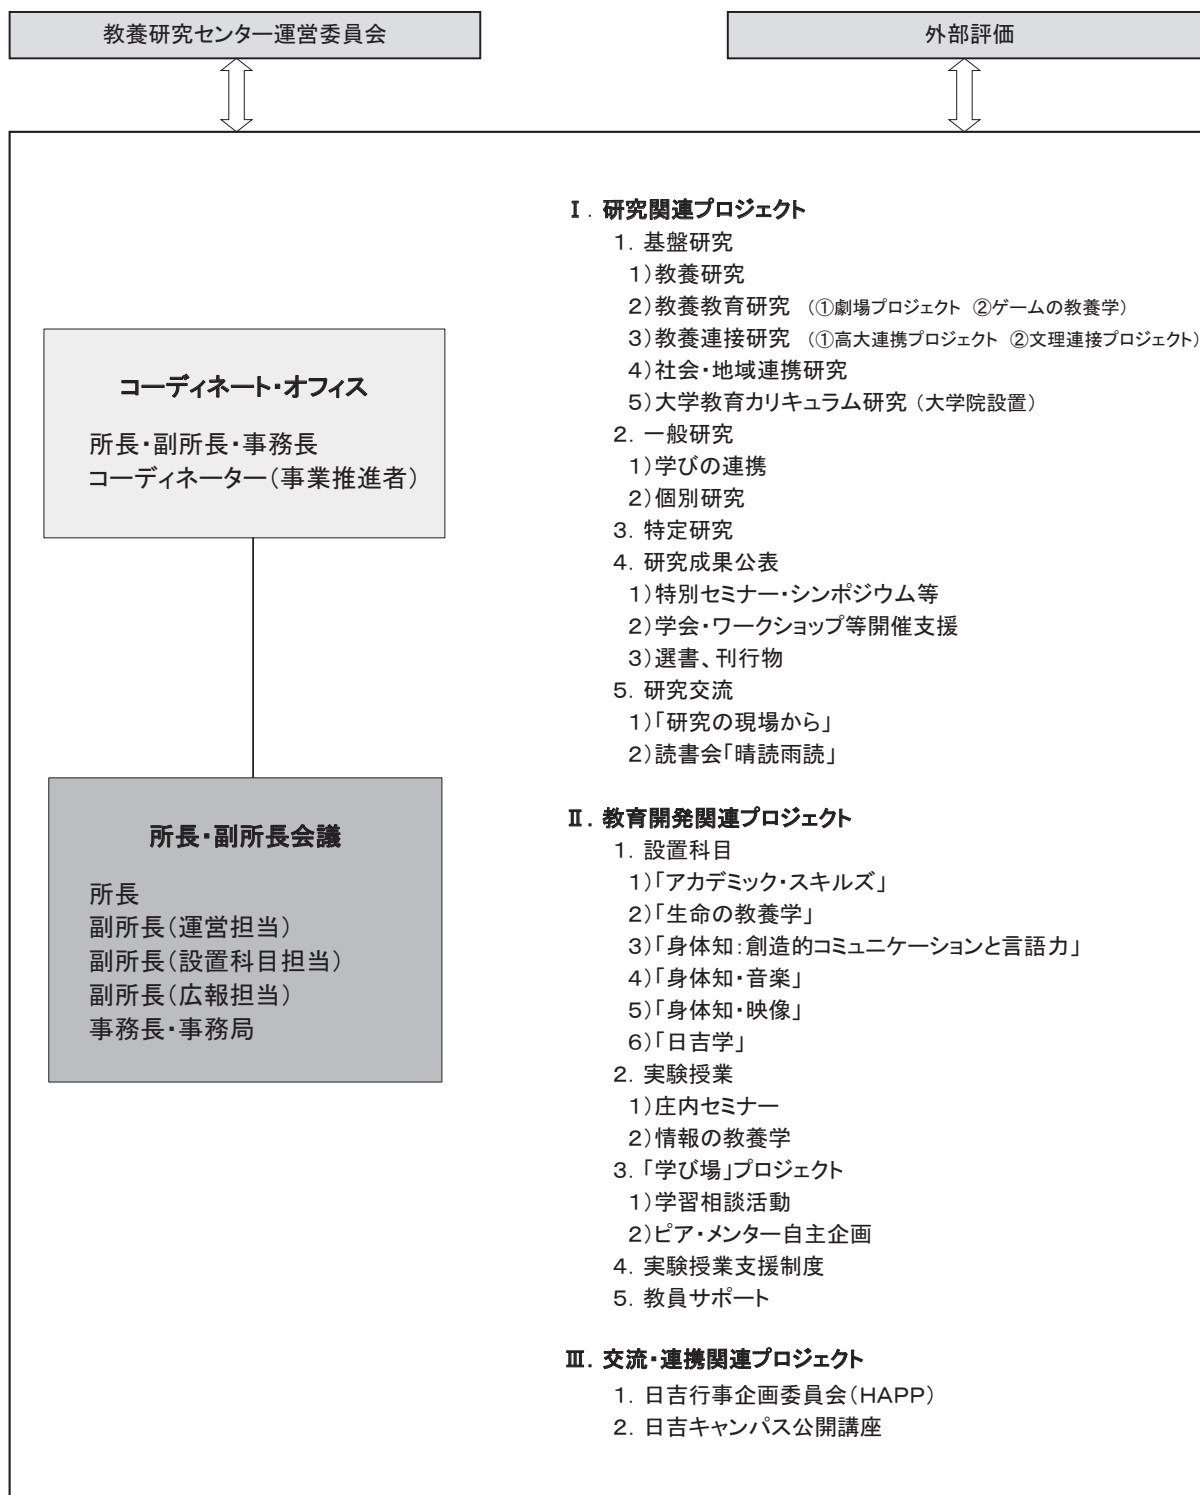 教養研究センター運営委員会
外部評価
コーディネート・オフィス
所長・副所長・事務長
コーディネーター(事業推進者)
所長・副所長会議
所長
副所長(運営担当)
副所長(設置科目担当)
副所長(広報担当)
事務長・事務局
Ⅰ. 研究関連プロジェクト
1. 基盤研究
1)教養研究
2)教養教育研究 (①劇場プロジェクト ②ゲームの教養学)
3)教養連接研究 (①高大連携プロジェクト ②文理連接プロジェクト)
4)社会・地域連携研究
5)大学教育カリキュラム研究(大学院設置)
2. 一般研究
1)学びの連携
2)個別研究
3. 特定研究
4. 研究成果公表
1)特別セミナー・シンポジウム等
2)学会・ワークショップ等開催支援
3)選書、刊行物
5. 研究交流
1)「研究の現場から」
2)読書会「晴読雨読」
Ⅱ. 教育開発関連プロジェクト
1. 設置科目
1)「アカデミック・スキルズ」
2)「生命の教養学」
3)「身体知:創造的コミュニケーションと言語力」
4)「身体知・音楽」
5)「身体知・映像」
6)「日吉学」
2. 実験授業
1)庄内セミナー
2)情報の教養学
3. 「学び場」プロジェクト
1)学習相談活動
2)ピア・メンター自主企画
4. 実験授業支援制度
5. 教員サポート
Ⅲ. 交流・連携関連プロジェクト
1. 日吉行事企画委員会(HAPP)
2. 日吉キャンパス公開講座